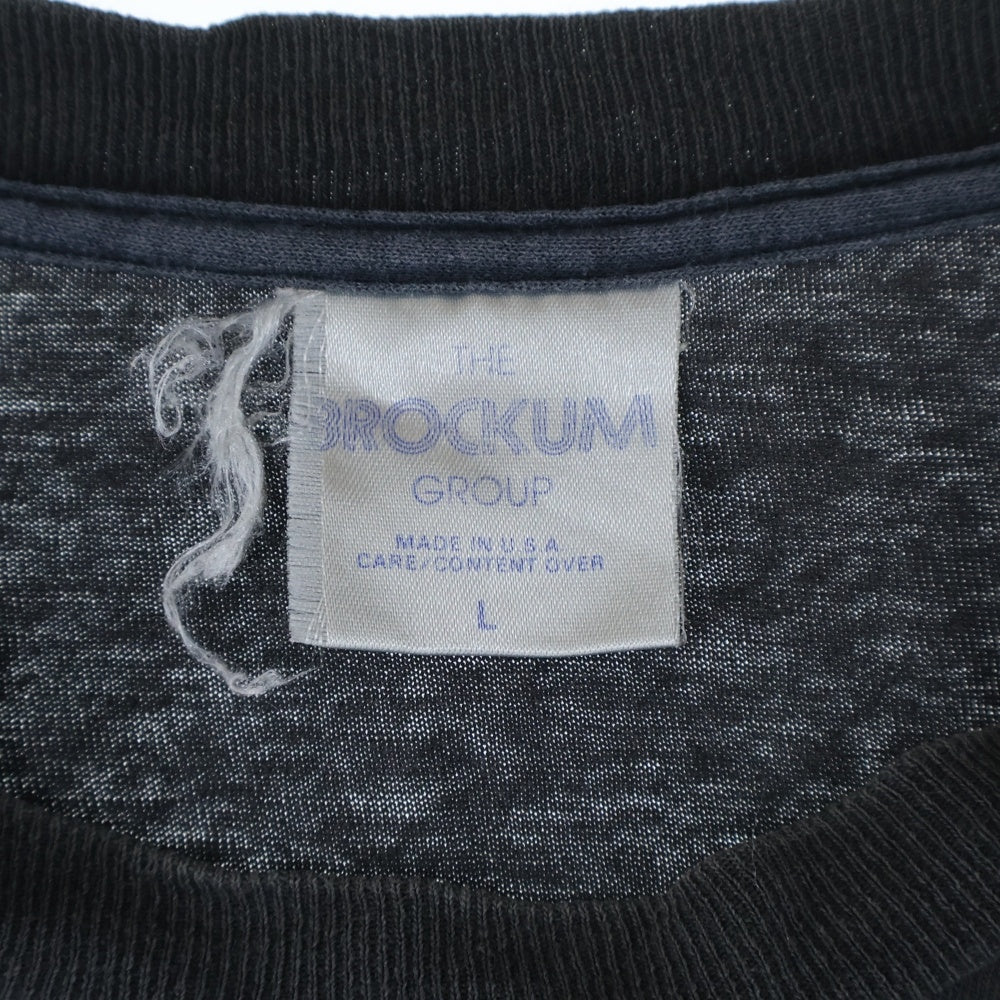 THE
BROCKUM
GROUP
MADE IN U.S.A.
CARE/CONTENT OVER
L